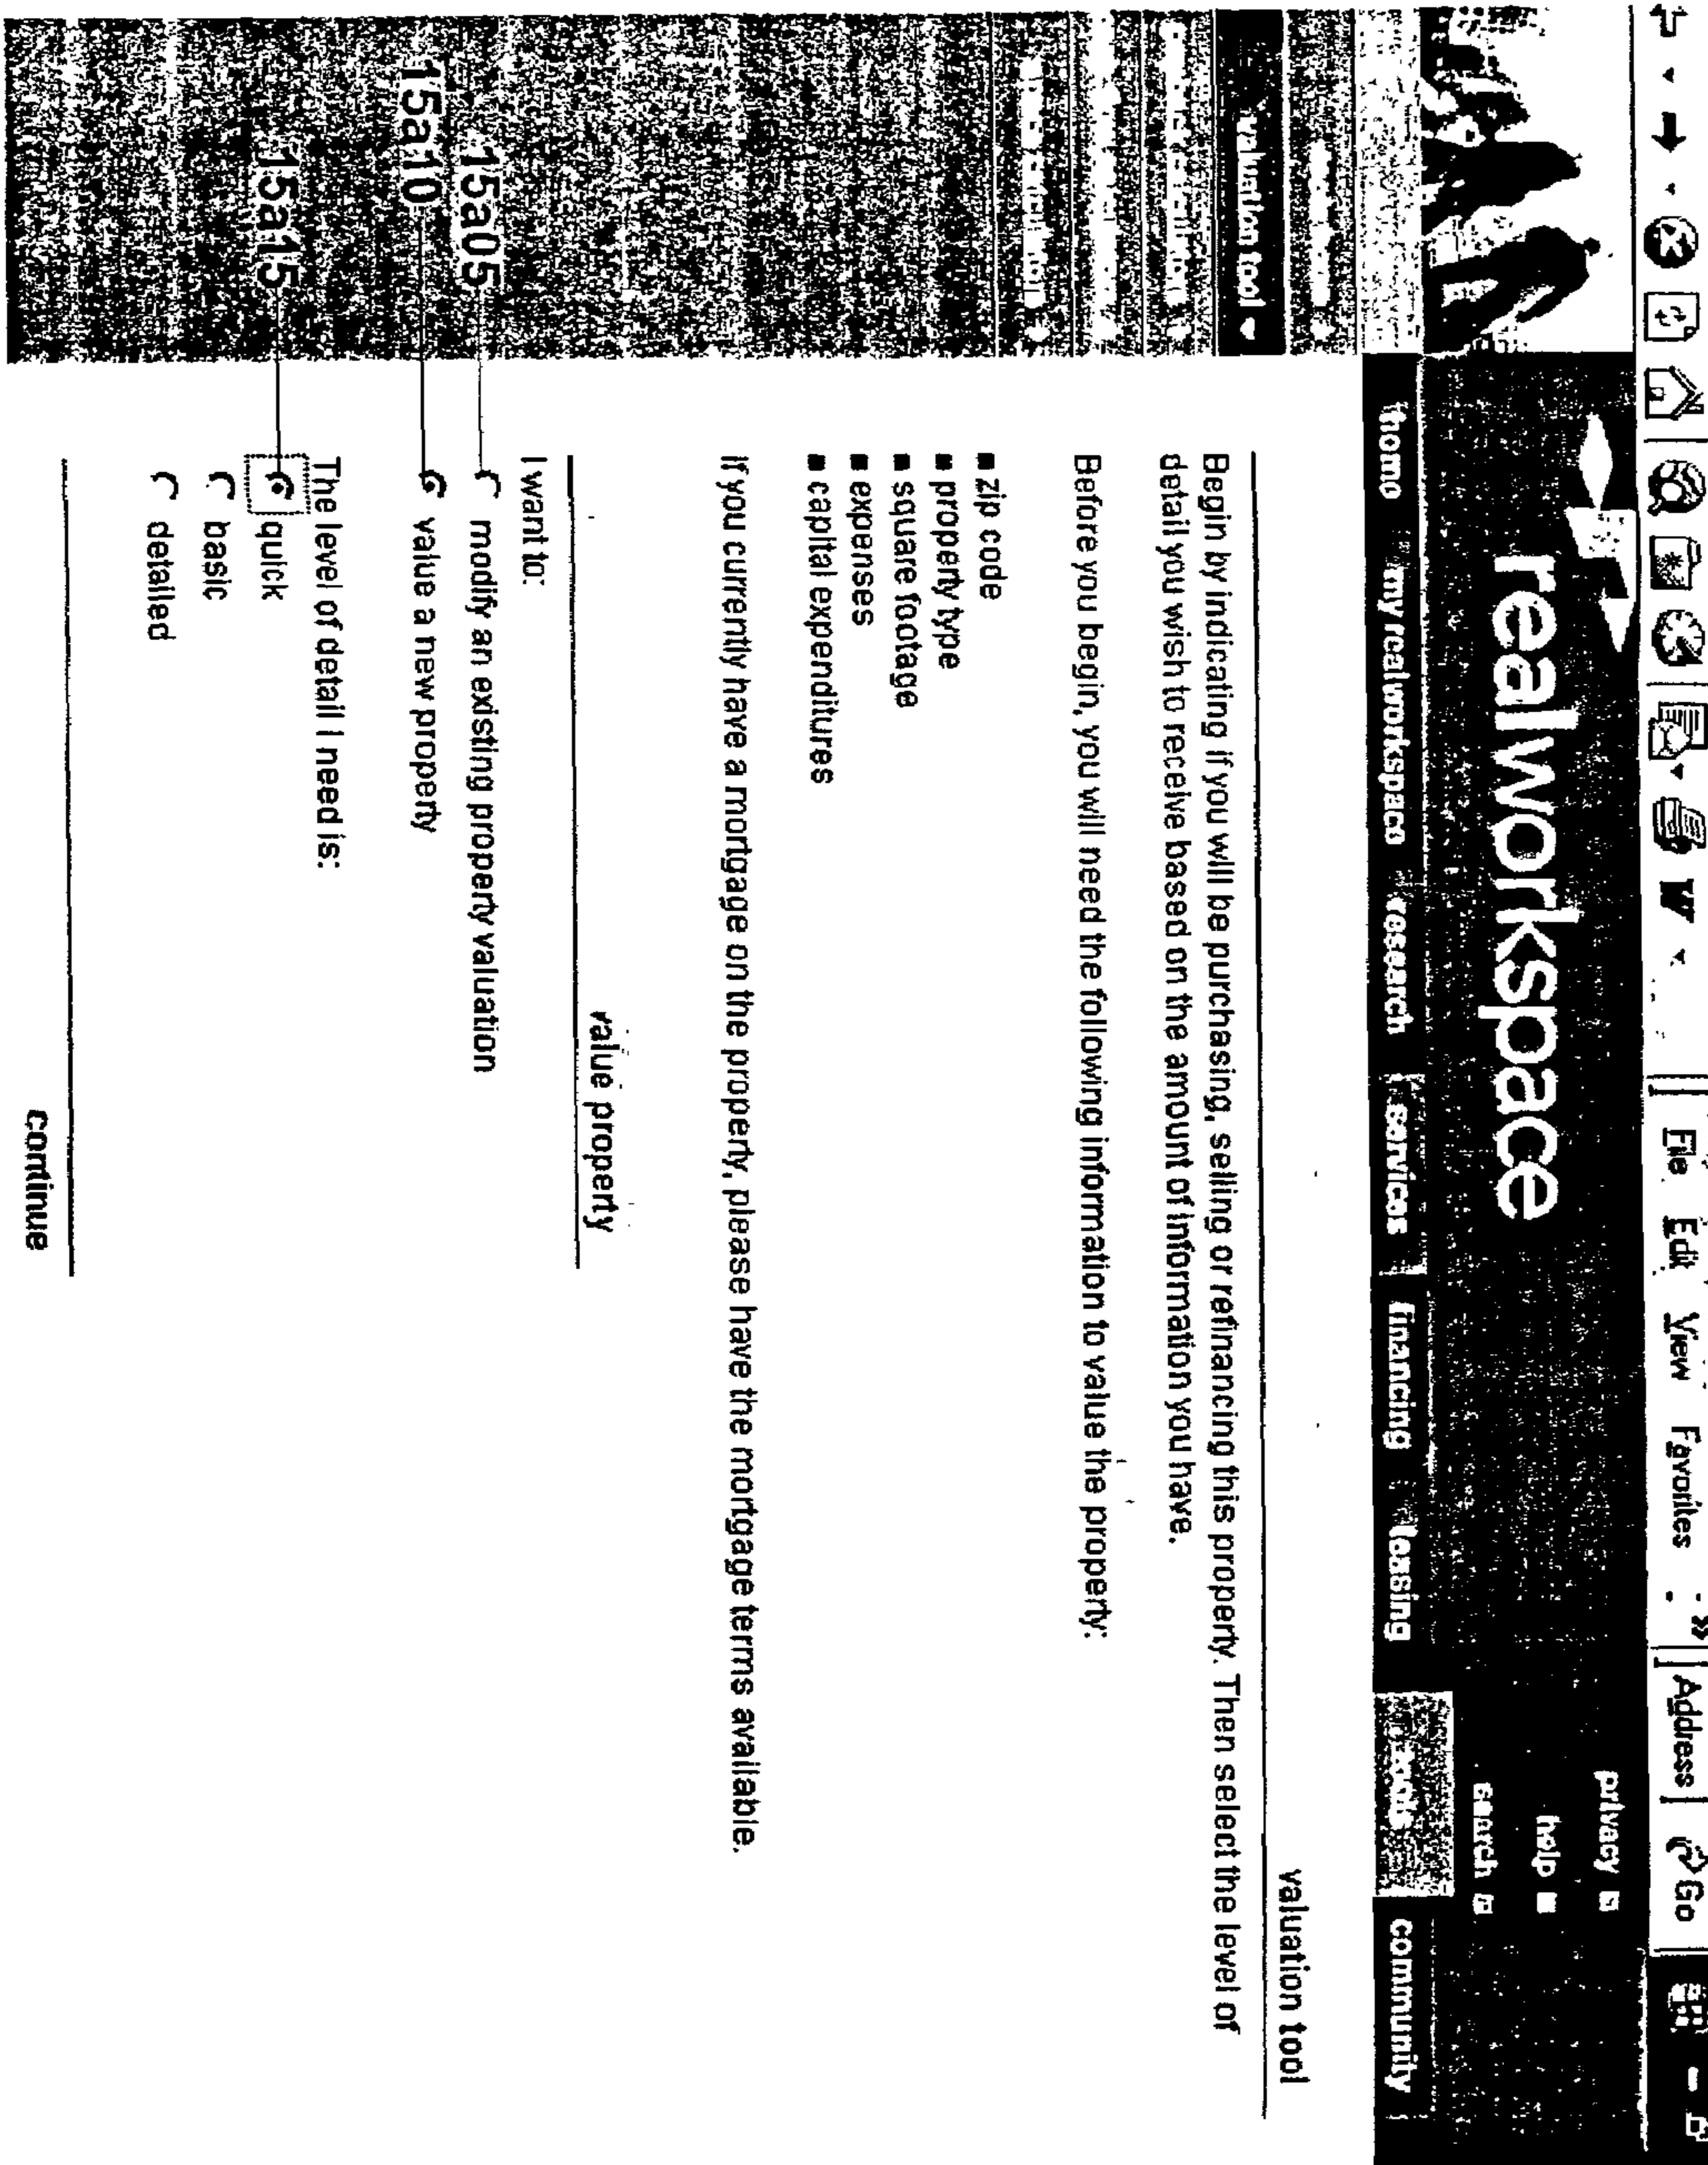 File Edit View Favorites » Address Go
realworkspace
privacy
help
search
home my realworkspace research services financing leasing community
valuation tool
valuation tool
Begin by indicating if you will be purchasing, selling or refinancing this property. Then select the level of
detail you wish to receive based on the amount of information you have.
Before you begin, you will need the following information to value the property:
■ zip code
■ property type
■ square footage
■ expenses
■ capital expenditures
If you currently have a mortgage on the property, please have the mortgage terms available.
value property
I want to:
15a05 modify an existing property valuation
15a10 value a new property
The level of detail I need is:
15a15 quick
basic
detailed
continue